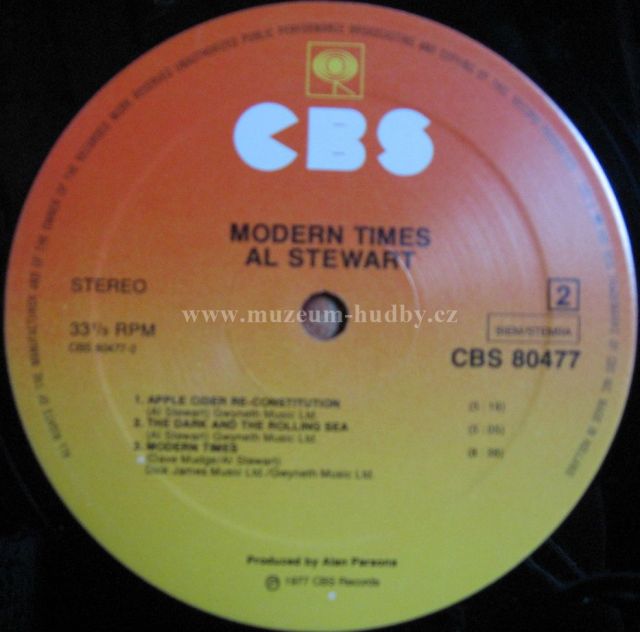 CBS
MODERN TIMES
AL STEWART
STEREO
2
www.muzeum-hudby.cz
33⅓ RPM
BIEM/STEMRA
CBS 80477-2
CBS 80477
1. APPLE CIDER RE-CONSTITUTION
(Al Stewart) Gwyneth Music Ltd.
2. THE DARK AND THE ROLLING SEA
(5 : 05)
(Al Stewart) Gwyneth Music Ltd.
3. MODERN TIMES
(Dave Mudge/Al Stewart)
Dick James Music Ltd./Gwyneth Music Ltd.
Produced by Alan Parsons
℗ 1977 CBS Records